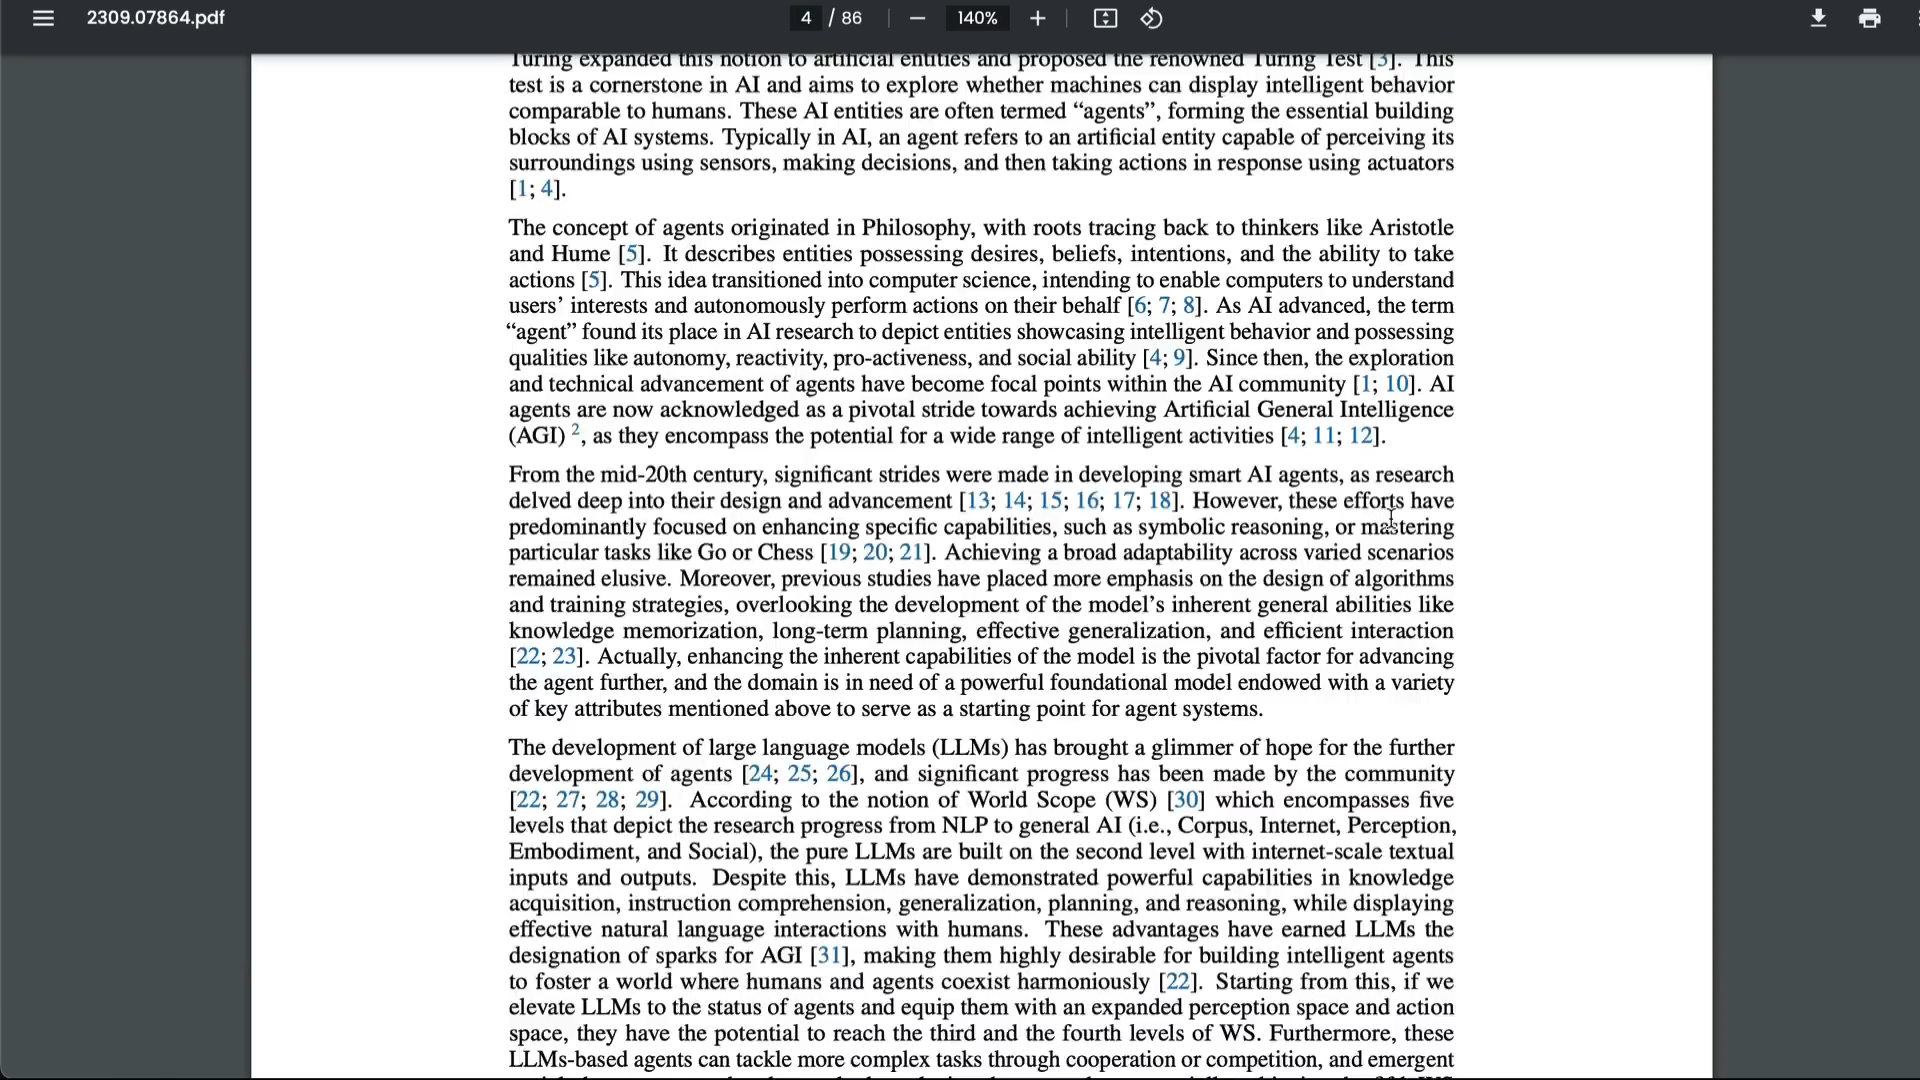 2309.07864.pdf
4 / 86
140%
Turing expanded this notion to artificial entities and proposed the renowned Turing Test [3]. This
test is a cornerstone in AI and aims to explore whether machines can display intelligent behavior
comparable to humans. These AI entities are often termed “agents”, forming the essential building
blocks of AI systems. Typically in AI, an agent refers to an artificial entity capable of perceiving its
surroundings using sensors, making decisions, and then taking actions in response using actuators
[1; 4].
The concept of agents originated in Philosophy, with roots tracing back to thinkers like Aristotle
and Hume [5]. It describes entities possessing desires, beliefs, intentions, and the ability to take
actions [5]. This idea transitioned into computer science, intending to enable computers to understand
users’ interests and autonomously perform actions on their behalf [6; 7; 8]. As AI advanced, the term
“agent” found its place in AI research to depict entities showcasing intelligent behavior and possessing
qualities like autonomy, reactivity, pro-activeness, and social ability [4; 9]. Since then, the exploration
and technical advancement of agents have become focal points within the AI community [1; 10]. AI
agents are now acknowledged as a pivotal stride towards achieving Artificial General Intelligence
(AGI) 2, as they encompass the potential for a wide range of intelligent activities [4; 11; 12].
From the mid-20th century, significant strides were made in developing smart AI agents, as research
delved deep into their design and advancement [13; 14; 15; 16; 17; 18]. However, these efforts have
predominantly focused on enhancing specific capabilities, such as symbolic reasoning, or mastering
particular tasks like Go or Chess [19; 20; 21]. Achieving a broad adaptability across varied scenarios
remained elusive. Moreover, previous studies have placed more emphasis on the design of algorithms
and training strategies, overlooking the development of the model’s inherent general abilities like
knowledge memorization, long-term planning, effective generalization, and efficient interaction
[22; 23]. Actually, enhancing the inherent capabilities of the model is the pivotal factor for advancing
the agent further, and the domain is in need of a powerful foundational model endowed with a variety
of key attributes mentioned above to serve as a starting point for agent systems.
The development of large language models (LLMs) has brought a glimmer of hope for the further
development of agents [24; 25; 26], and significant progress has been made by the community
[22; 27; 28; 29]. According to the notion of World Scope (WS) [30] which encompasses five
levels that depict the research progress from NLP to general AI (i.e., Corpus, Internet, Perception,
Embodiment, and Social), the pure LLMs are built on the second level with internet-scale textual
inputs and outputs. Despite this, LLMs have demonstrated powerful capabilities in knowledge
acquisition, instruction comprehension, generalization, planning, and reasoning, while displaying
effective natural language interactions with humans. These advantages have earned LLMs the
designation of sparks for AGI [31], making them highly desirable for building intelligent agents
to foster a world where humans and agents coexist harmoniously [22]. Starting from this, if we
elevate LLMs to the status of agents and equip them with an expanded perception space and action
space, they have the potential to reach the third and the fourth levels of WS. Furthermore, these
LLMs-based agents can tackle more complex tasks through cooperation or competition, and emergent